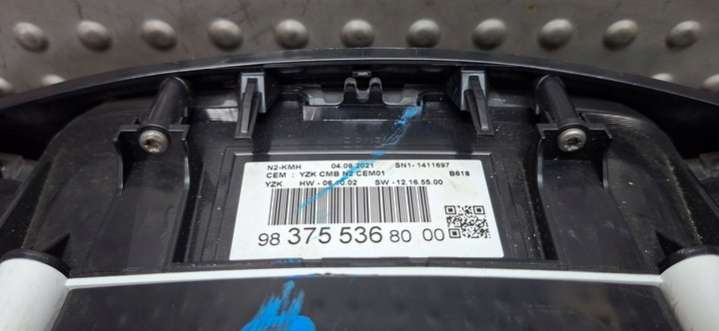 N2-KMH 04.08.2021 SN1- 1411697
CEM : YZK CMB N2 CEM01 B618
YZK HW - 06.10.02 SW - 12.16.55.00
98 375 536 80 00